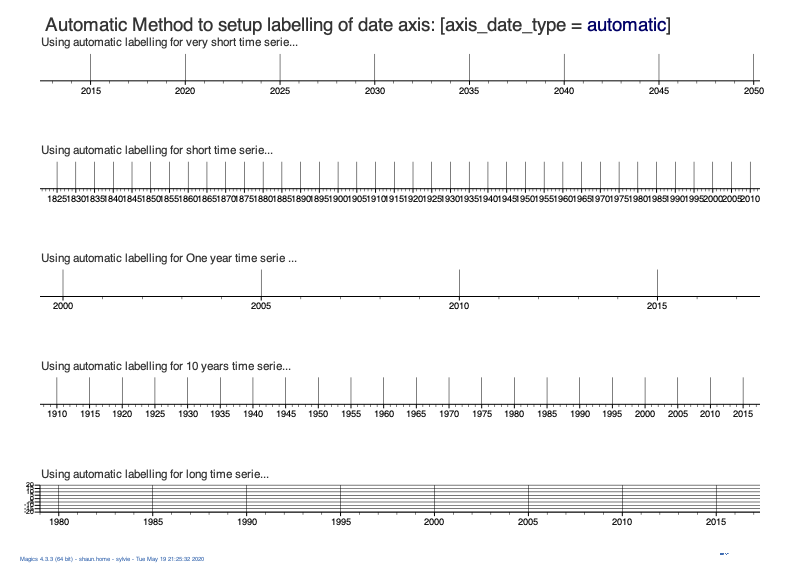 Automatic Method to setup labelling of date axis: [axis_date_type = automatic]
Using automatic labelling for very short time serie...
2015 2020 2025 2030 2035 2040 2045 2050
Using automatic labelling for short time serie...
1825 1830 1835 1840 1845 1850 1855 1860 1865 1870 1875 1880 1885 1890 1895 1900 1905 1910 1915 1920 1925 1930 1935 1940 1945 1950 1955 1960 1965 1970 1975 1980 1985 1990 1995 2000 2005 2010
Using automatic labelling for One year time serie ...
2000 2005 2010 2015
Using automatic labelling for 10 years time serie...
1910 1915 1920 1925 1930 1935 1940 1945 1950 1955 1960 1965 1970 1975 1980 1985 1990 1995 2000 2005 2010 2015
Using automatic labelling for long time serie...
1980 1985 1990 1995 2000 2005 2010 2015
Magics 4.3.3 (64 bit) - shaun.home - sylvie - Tue May 19 21:25:32 2020